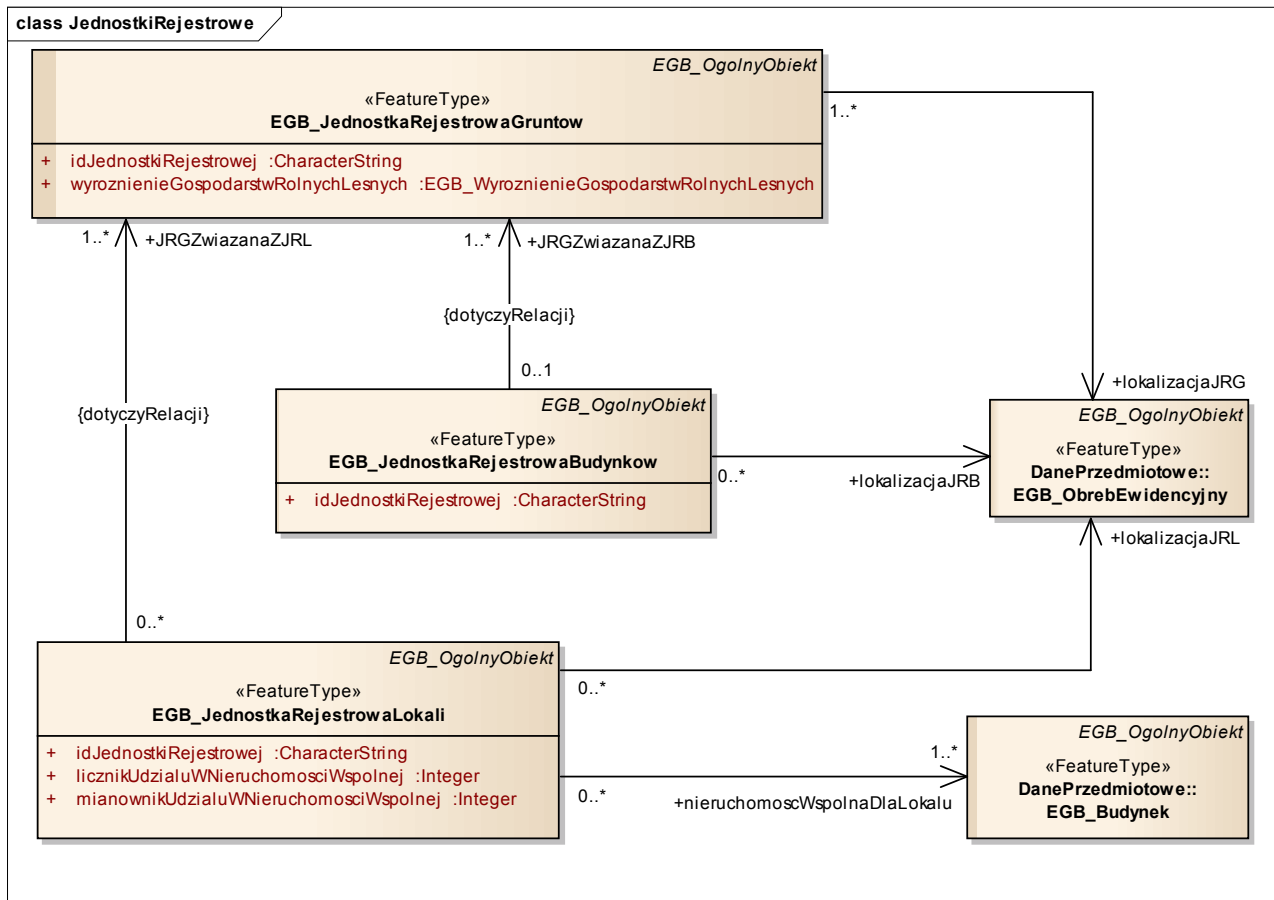 class JednostkiRejestrowe
EGB_OgolnyObiekt
«FeatureType»
EGB_JednostkaRejestrowaGruntow
+ idJednostkiRejestrowej :CharacterString
+ wyroznienieGospodarstwRolnychLesnych :EGB_WyroznienieGospodarstwRolnychLesnych
1..*
1..*
+JRGZwiazanaZJRL
1..*
+JRGZwiazanaZJRB
{dotyczyRelacji}
0..1
{dotyczyRelacji}
+lokalizacjaJRG
EGB_OgolnyObiekt
«FeatureType»
EGB_JednostkaRejestrowaBudynkow
+ idJednostkiRejestrowej :CharacterString
0..*
+lokalizacjaJRB
EGB_OgolnyObiekt
«FeatureType»
DanePrzedmiotowe::
EGB_ObrebEwidencyjny
+lokalizacjaJRL
0..*
EGB_OgolnyObiekt
«FeatureType»
EGB_JednostkaRejestrowaLokali
+ idJednostkiRejestrowej :CharacterString
+ licznikUdzialuWNieruchomosciWspolnej :Integer
+ mianownikUdzialuWNieruchomosciWspolnej :Integer
0..*
0..*
1..*
+nieruchomoscWspolnaDlaLokalu
EGB_OgolnyObiekt
«FeatureType»
DanePrzedmiotowe::
EGB_Budynek